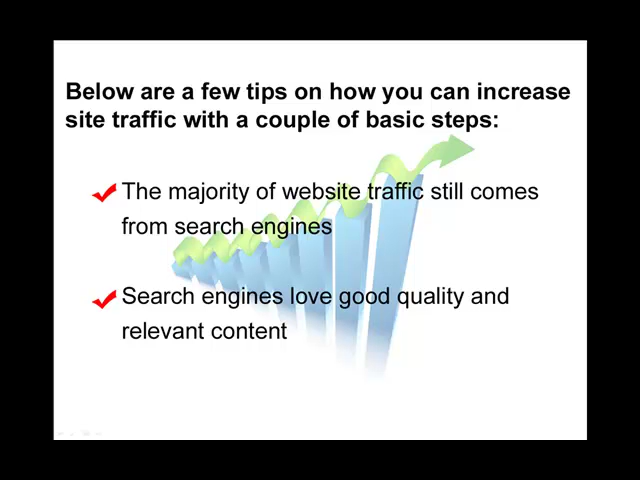 Below are a few tips on how you can increase
site traffic with a couple of basic steps:
The majority of website traffic still comes
from search engines
Search engines love good quality and
relevant content